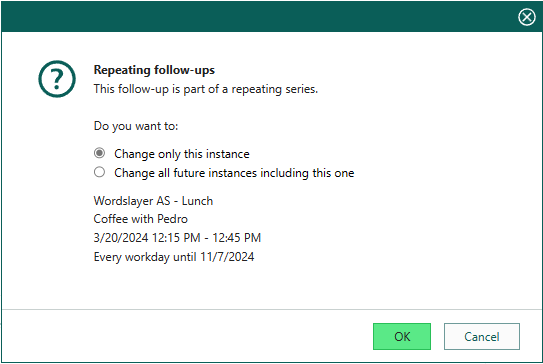 Repeating follow-ups
This follow-up is part of a repeating series.
Do you want to:
Change only this instance
Change all future instances including this one
Wordslayer AS - Lunch
Coffee with Pedro
3/20/2024 12:15 PM - 12:45 PM
Every workday until 11/7/2024
OK
Cancel